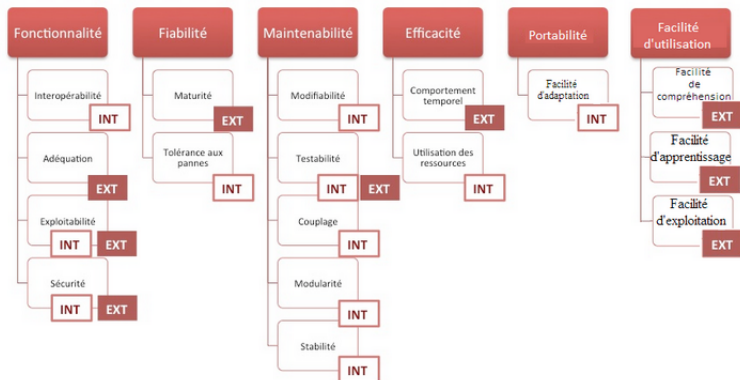 Fonctionnalité
Interopérabilité
INT
Adéquation
EXT
Exploitabilité
INT EXT
Sécurité
INT EXT
Fiabilité
Maturité
EXT
Tolérance aux
pannes
INT
Maintenabilité
Modifiabilité
INT
Testabilité
INT EXT
Couplage
INT
Modularité
INT
Stabilité
INT
Efficacité
Comportement
temporel
EXT
Utilisation des
ressources
INT
Portabilité
Facilité
d'adaptation
INT
Facilité
d'utilisation
Facilité
de
compréhension
EXT
Facilité
d'apprentissage
EXT
Facilité
d'exploitation
EXT